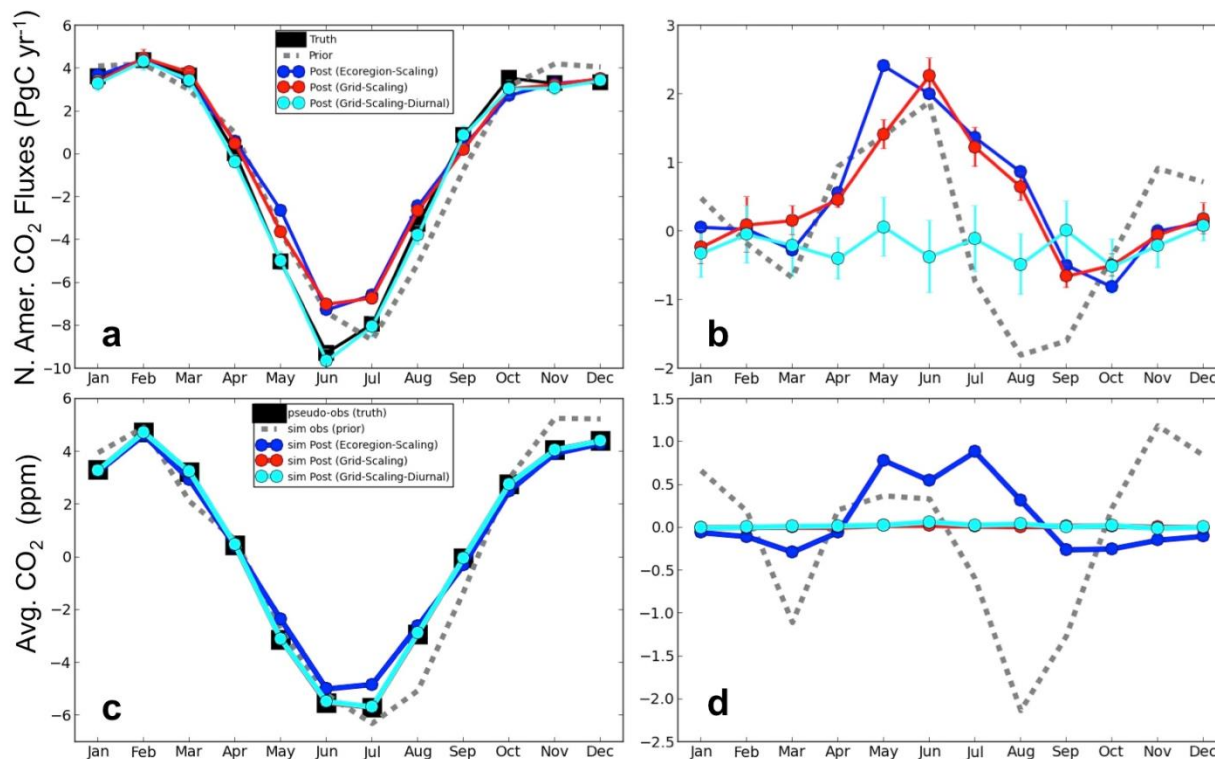 N. Amer. CO2 Fluxes (PgC yr-1)
6
4
2
0
−2
−4
−6
−8
−10
Truth
Prior
Post (Ecoregion-Scaling)
Post (Grid-Scaling)
Post (Grid-Scaling-Diurnal)
a
Jan Feb Mar Apr May Jun Jul Aug Sep Oct Nov Dec
3
2
1
0
−1
−2
b
Jan Feb Mar Apr May Jun Jul Aug Sep Oct Nov Dec
Avg. CO2 (ppm)
6
4
2
0
−2
−4
−6
pseudo-obs (truth)
sim obs (prior)
sim Post (Ecoregion-Scaling)
sim Post (Grid-Scaling)
sim Post (Grid-Scaling-Diurnal)
c
Jan Feb Mar Apr May Jun Jul Aug Sep Oct Nov Dec
1.5
1.0
0.5
0.0
−0.5
−1.0
−1.5
−2.0
−2.5
d
Jan Feb Mar Apr May Jun Jul Aug Sep Oct Nov Dec